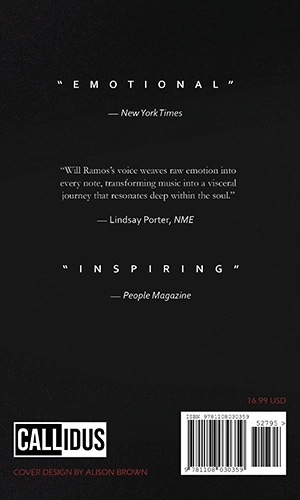 “EMOTIONAL”
— New York Times
“Will Ramos’s voice weaves raw emotion into
every note, transforming music into a visceral
journey that resonates deep within the soul.”
— Lindsay Porter, NME
“INSPIRING”
— People Magazine
16.99 USD
ISBN 9781108030359
52795 >
9 781108 030359
CALLIDUS
COVER DESIGN BY ALISON BROWN